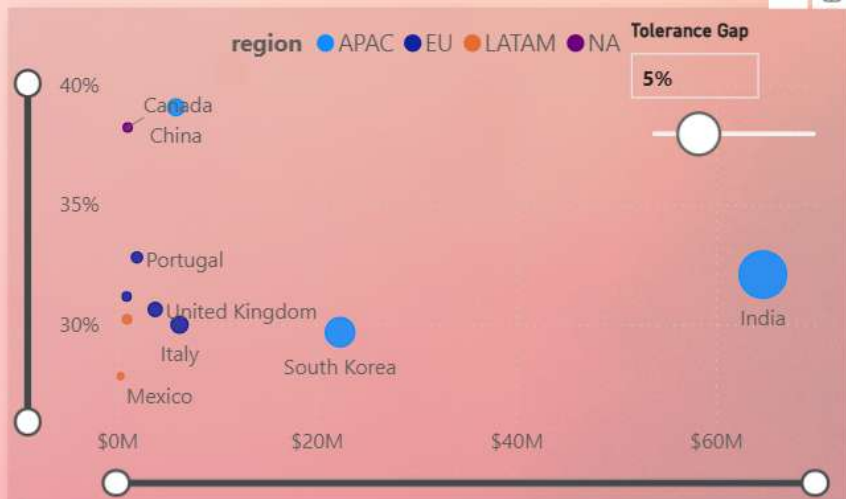 region APAC EU LATAM NA
Tolerance Gap
5%
40%
Canada
China
35%
Portugal
United Kingdom
30%
Italy
South Korea
India
Mexico
$0M $20M $40M $60M